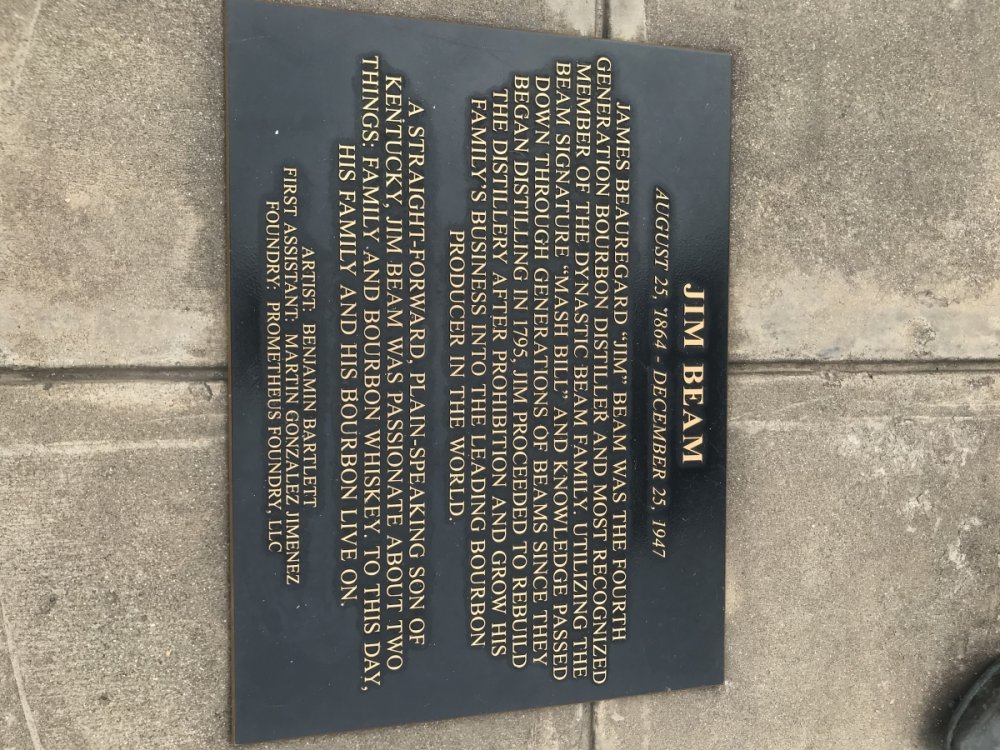 JIM BEAM
AUGUST 25, 1864 - DECEMBER 25, 1947
JAMES BEAUREGARD "JIM" BEAM WAS THE FOURTH
GENERATION BOURBON DISTILLER AND MOST RECOGNIZED
MEMBER OF THE DYNASTIC BEAM FAMILY. UTILIZING THE
BEAM SIGNATURE "MASH BILL" AND KNOWLEDGE PASSED
DOWN THROUGH GENERATIONS OF BEAMS SINCE THEY
BEGAN DISTILLING IN 1795, JIM PROCEEDED TO REBUILD
THE DISTILLERY AFTER PROHIBITION AND GROW HIS
FAMILY'S BUSINESS INTO THE LEADING BOURBON
PRODUCER IN THE WORLD.
A STRAIGHT-FORWARD, PLAIN-SPEAKING SON OF
KENTUCKY, JIM BEAM WAS PASSIONATE ABOUT TWO
THINGS: FAMILY AND BOURBON WHISKEY. TO THIS DAY,
HIS FAMILY AND HIS BOURBON LIVE ON.
ARTIST: BENJAMIN BARTLETT
FIRST ASSISTANT: MARTIN GONZALEZ JIMENEZ
FOUNDRY: PROMETHEUS FOUNDRY, LLC